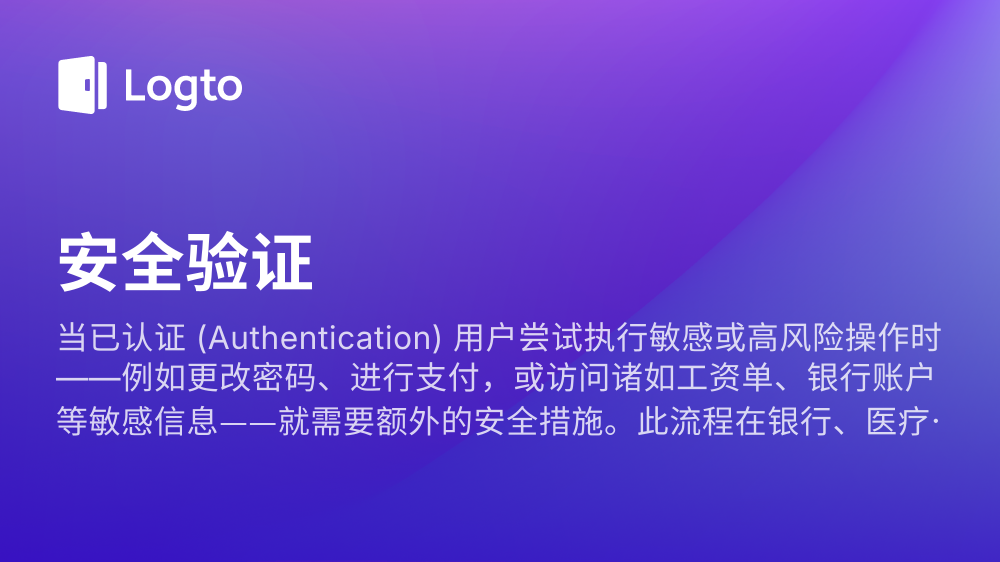 Logto
安全验证
当已认证 (Authentication) 用户尝试执行敏感或高风险操作时
——例如更改密码、进行支付，或访问诸如工资单、银行账户
等敏感信息——就需要额外的安全措施。此流程在银行、医疗·